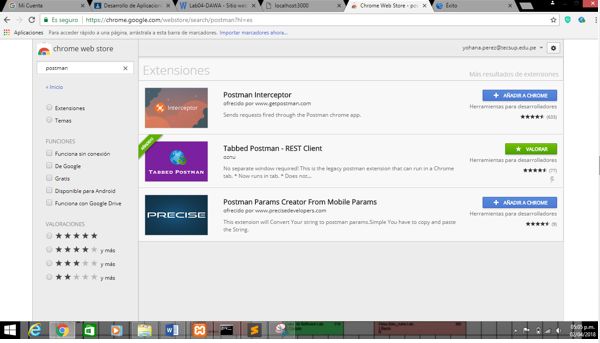 Mi Cuenta
Desarrollo de Aplicacion
Lab04-DAWA - Sitio web
localhost:3000
Chrome Web Store - pos
Éxito
Es seguro
https://chrome.google.com/webstore/search/postman?hl=es
Aplicaciones
Para acceder rápido a una página, arrástrala a esta barra de marcadores.
Importar marcadores ahora...
chrome web store
yohana.perez@tecsup.edu.pe
postman
« Inicio
Extensiones
Temas
FUNCIONES
Funciona sin conexión
De Google
Gratis
Disponible para Android
Funciona con Google Drive
VALORACIONES
y más
y más
y más
Extensiones
Más resultados de extensiones
Interceptor
Postman Interceptor
ofrecido por www.getpostman.com
Sends requests fired through the Postman chrome app.
AÑADIR A CHROME
Herramientas para desarrolladores
AÑADIDO
TABBED POSTMAN
Tabbed Postman - REST Client
oznu
No separate window required! This is the legacy postman extension that can run in a Chrome
tab. * Now runs in tab. * Does not...
VALORAR
Herramientas para desarrolladores
(77)
PRECISE
Postman Params Creator From Mobile Params
ofrecido por www.precisedevelopers.com
This extension will Convert Your string to postman params.Simple You have to copy and paste
the String.
AÑADIR A CHROME
Herramientas para desarrolladores
(9)
05:05 p.m.
02/04/2018